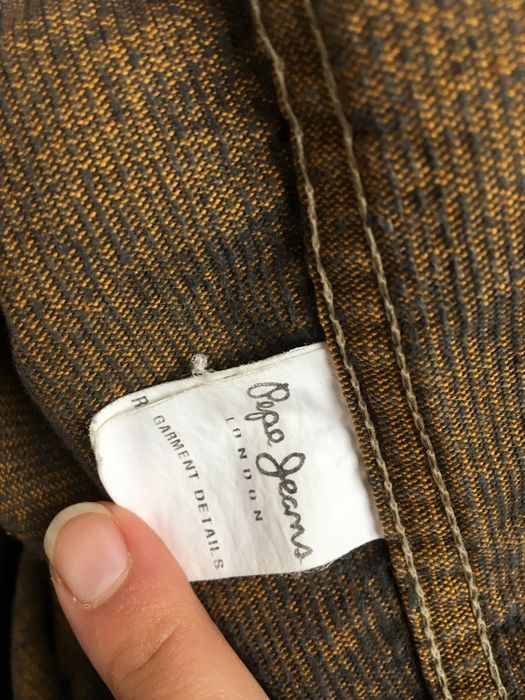 Pepe Jeans
LONDON
R GARMENT DETAILS